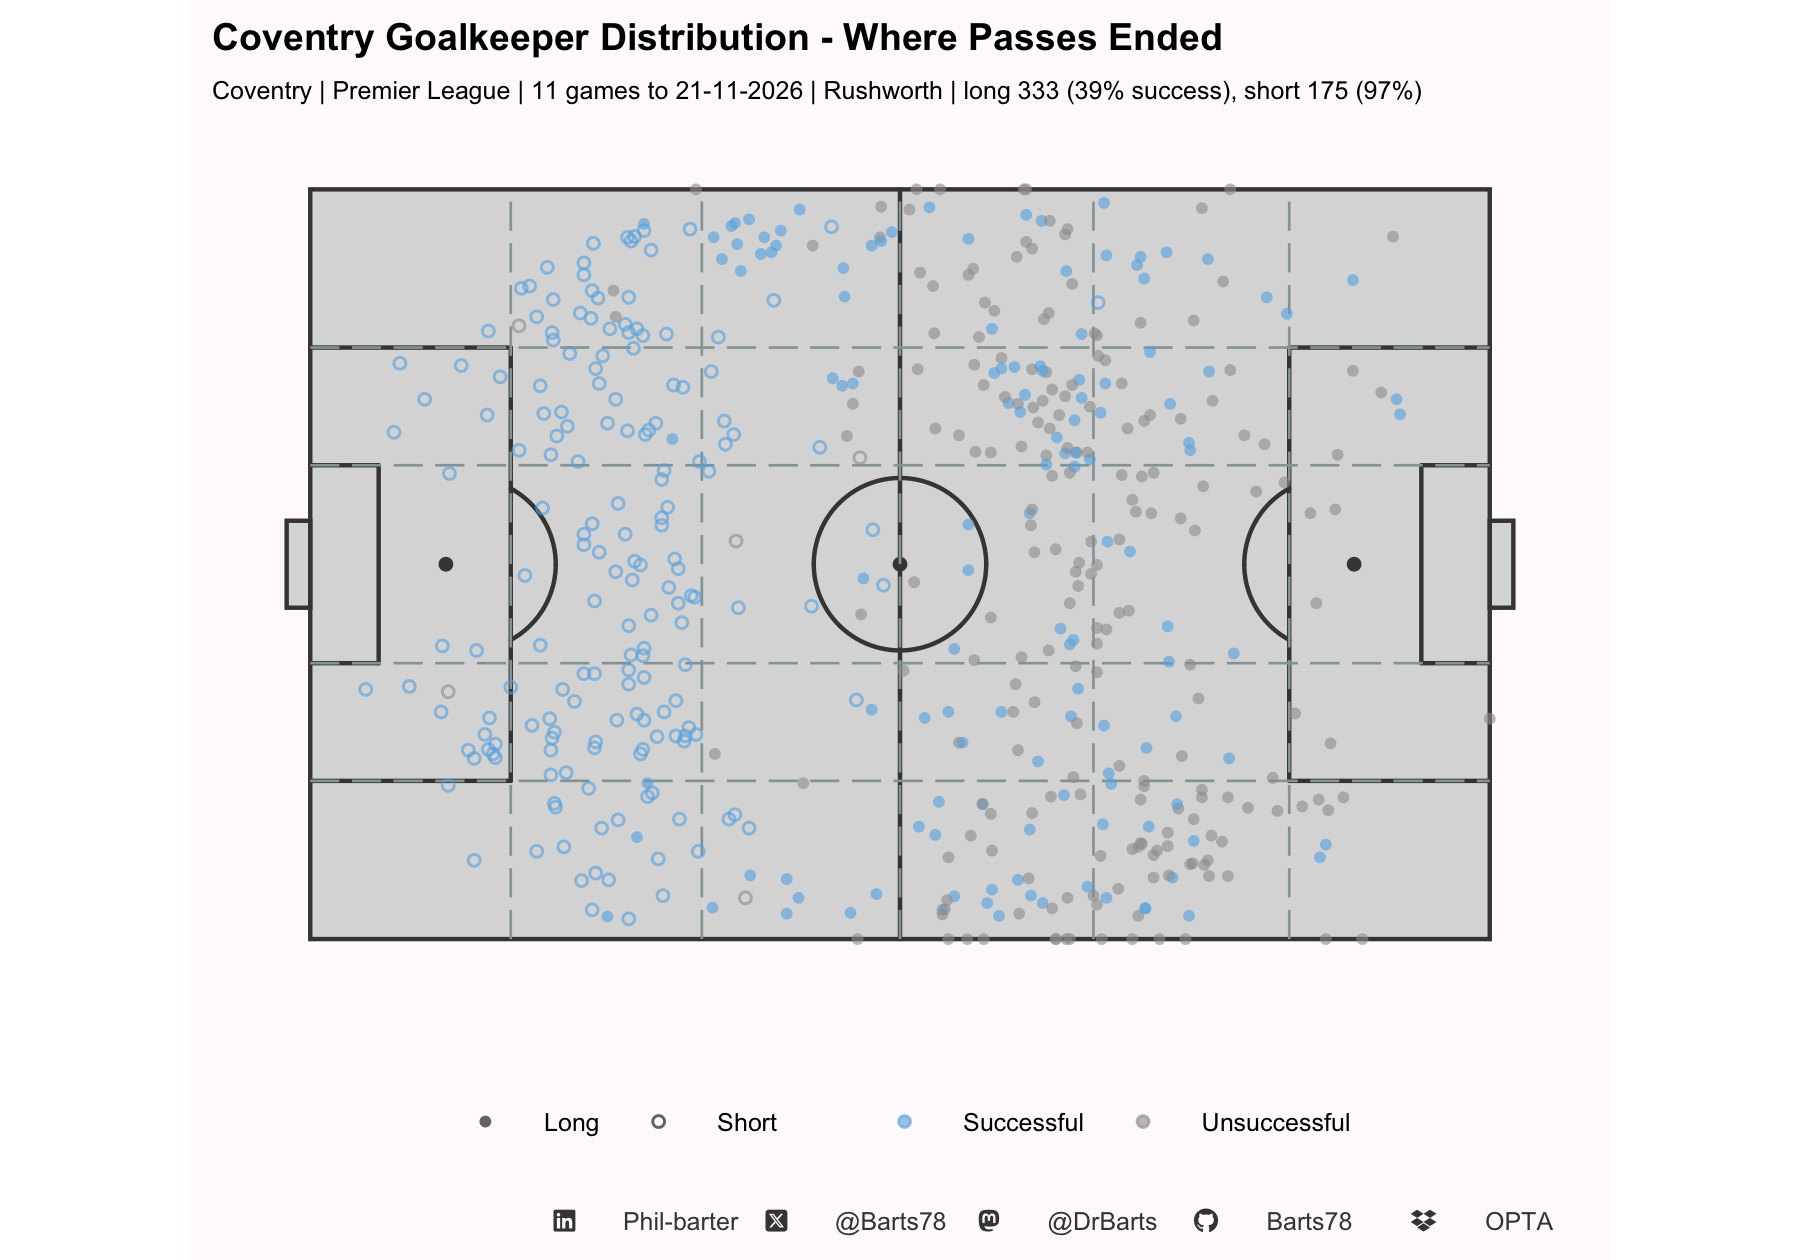 Coventry Goalkeeper Distribution - Where Passes Ended
Coventry | Premier League | 11 games to 21-11-2026 | Rushworth | long 333 (39% success), short 175 (97%)
Long Short Successful Unsuccessful
Phil-barter @Barts78 @DrBarts Barts78 OPTA